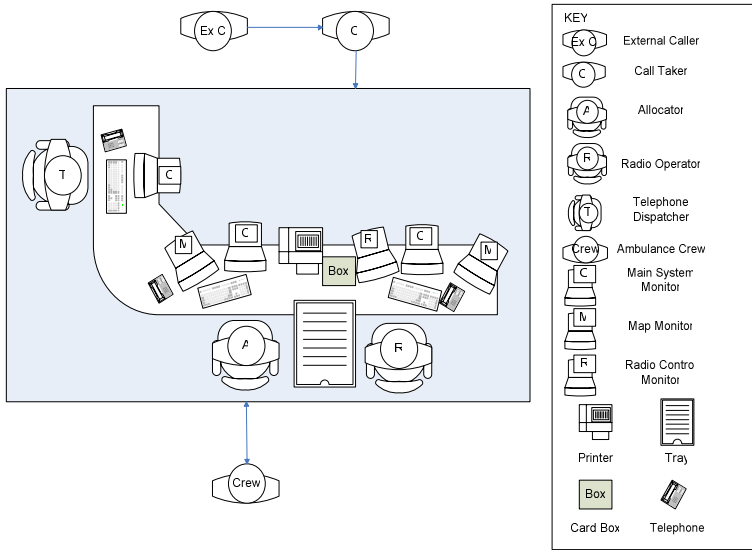 Ex C
C
T
C
M
C
R
C
M
Box
A
R
Crew
KEY
Ex C
External Caller
C
Call Taker
A
Allocator
R
Radio Operator
T
Telephone
Dispatcher
Crew
Ambulance Crew
C
Main System
Monitor
M
Map Monitor
R
Radio Contro
Monitor
Printer
Tray
Box
Card Box
Telephone